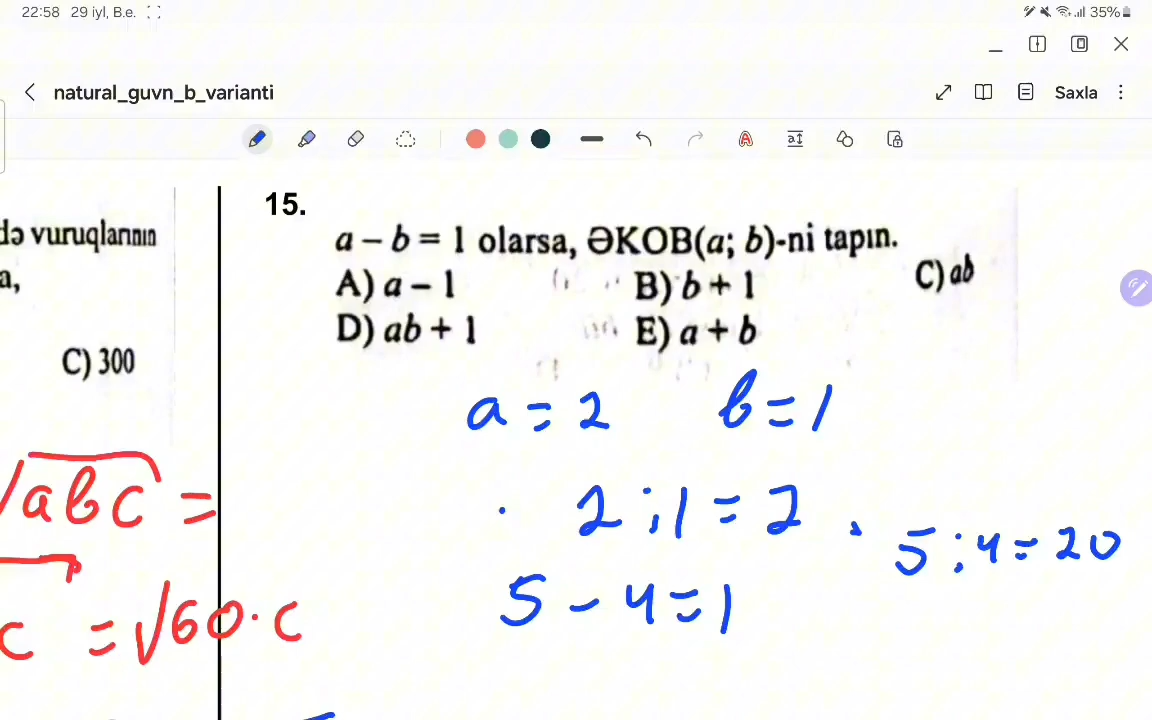 22:58 29 iyl, B.e. 35%
natural_guvn_b_varianti
Saxla
də vuruqlarının
a,
C) 300
15.
a – b = 1 olarsa, ƏKOB(a; b)-ni tapın.
A) a – 1 B) b + 1 C) ab
D) ab + 1 E) a + b
a = 2 b = 1
2 ; 1 = 2
5 ; 4 = 20
5 – 4 = 1
√abc =
c = √60·c